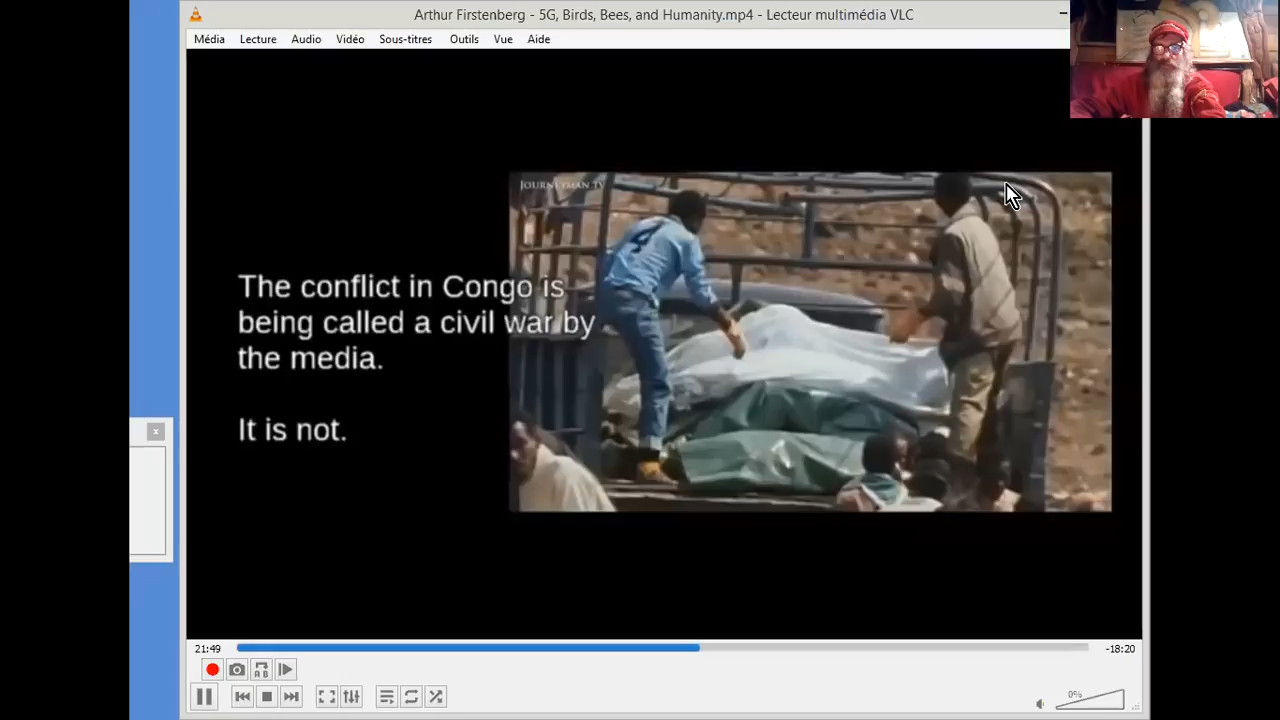 Arthur Firstenberg - 5G, Birds, Bees, and Humanity.mp4 - Lecteur multimédia VLC
Média Lecture Audio Vidéo Sous-titres Outils Vue Aide
JOURNEYMAN.TV
4
The conflict in Congo is
being called a civil war by
the media.
It is not.
21:49
-18:20
A B
0%